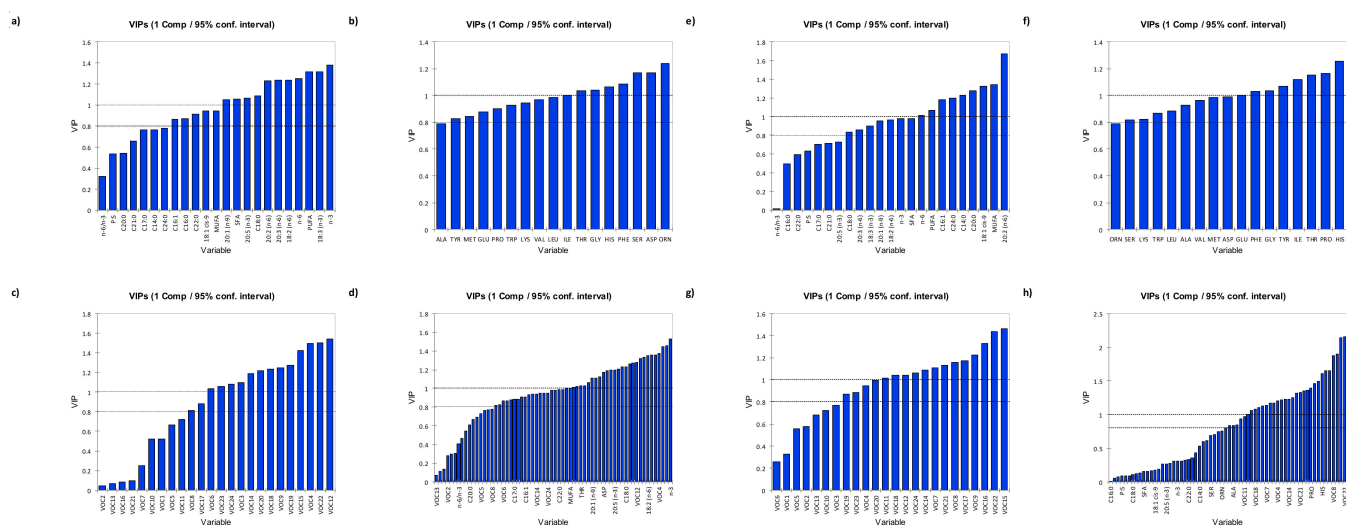 a)
VIPs (1 Comp / 95% conf. interval)
1.6
1.4
1.2
1
0.8
0.6
0.4
0.2
0
VIP
n-6/n-3 P.S C20:0 C21:0 C17:0 C14:0 C24:0 C16:1 C16:0 C22:0 18:1 cis-9 MUFA 20:1 (n-9) SFA 20:5 (n-3) C18:0 20:2 (n-6) 20:3 (n-6) 18:2 (n-6) n-6 PUFA 18:3 (n-3) n-3
Variable
b)
VIPs (1 Comp / 95% conf. interval)
1.4
1.2
1
0.8
0.6
0.4
0.2
0
VIP
ALA TYR MET GLU PRO TRP LYS VAL LEU ILE THR GLY HIS PHE SER ASP ORN
Variable
e)
VIPs (1 Comp / 95% conf. interval)
1.8
1.6
1.4
1.2
1
0.8
0.6
0.4
0.2
0
VIP
n-6/n-3 C16:0 C22:0 P.S C17:0 C21:0 20:5 (n-3) C18:0 20:3 (n-6) 18:3 (n-3) 20:1 (n-9) 18:2 (n-6) n-3 SFA n-6 PUFA C16:1 C24:0 C14:0 C20:0 18:1 cis-9 MUFA 20:2 (n-6)
Variable
f)
VIPs (1 Comp / 95% conf. interval)
1.4
1.2
1
0.8
0.6
0.4
0.2
0
VIP
ORN SER LYS TRP LEU ALA VAL MET ASP GLU PHE GLY TYR ILE THR PRO HIS
Variable
c)
VIPs (1 Comp / 95% conf. interval)
1.8
1.6
1.4
1.2
1
0.8
0.6
0.4
0.2
0
VIP
VOC2 VOC13 VOC16 VOC21 VOC7 VOC10 VOC1 VOC5 VOC11 VOC8 VOC17 VOC6 VOC23 VOC24 VOC3 VOC14 VOC20 VOC18 VOC9 VOC19 VOC15 VOC4 VOC22 VOC12
Variable
d)
VIPs (1 Comp / 95% conf. interval)
1.8
1.6
1.4
1.2
1
0.8
0.6
0.4
0.2
0
VIP
VOC13 VOC2 n-6/n-3 C20:0 VOC5 VOC8 VOC6 C17:0 C16:1 VOC14 VOC24 C22:0 MUFA THR 20:1 (n-9) ASP 20:5 (n-3) C18:0 VOC12 18:2 (n-6) VOC4 n-3
Variable
g)
VIPs (1 Comp / 95% conf. interval)
1.8
1.6
1.4
1.2
1
0.8
0.6
0.4
0.2
0
VIP
VOC6 VOC1 VOC5 VOC2 VOC13 VOC10 VOC3 VOC19 VOC23 VOC4 VOC20 VOC11 VOC18 VOC12 VOC24 VOC14 VOC7 VOC21 VOC8 VOC17 VOC9 VOC16 VOC22 VOC15
Variable
h)
VIPs (1 Comp / 95% conf. interval)
2.5
2
1.5
1
0.5
0
VIP
C16:0 P.S C18:0 SFA 18:1 cis-9 20:5 (n-3) n-3 C22:0 C14:0 SER ORN ALA VOC11 VOC18 VOC7 VOC4 VOC14 VOC21 PRO HIS VOC8
Variable